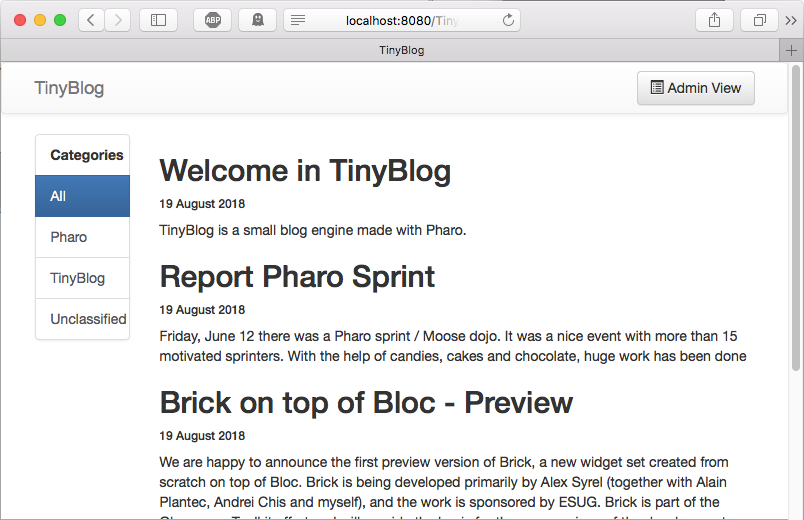 ABP
localhost:8080/Tiny
TinyBlog
TinyBlog
Admin View
Categories
All
Pharo
TinyBlog
Unclassified
Welcome in TinyBlog
19 August 2018
TinyBlog is a small blog engine made with Pharo.
Report Pharo Sprint
19 August 2018
Friday, June 12 there was a Pharo sprint / Moose dojo. It was a nice event with more than 15
motivated sprinters. With the help of candies, cakes and chocolate, huge work has been done
Brick on top of Bloc - Preview
19 August 2018
We are happy to announce the first preview version of Brick, a new widget set created from
scratch on top of Bloc. Brick is being developed primarily by Alex Syrel (together with Alain
Plantec, Andrei Chis and myself), and the work is sponsored by ESUG. Brick is part of the